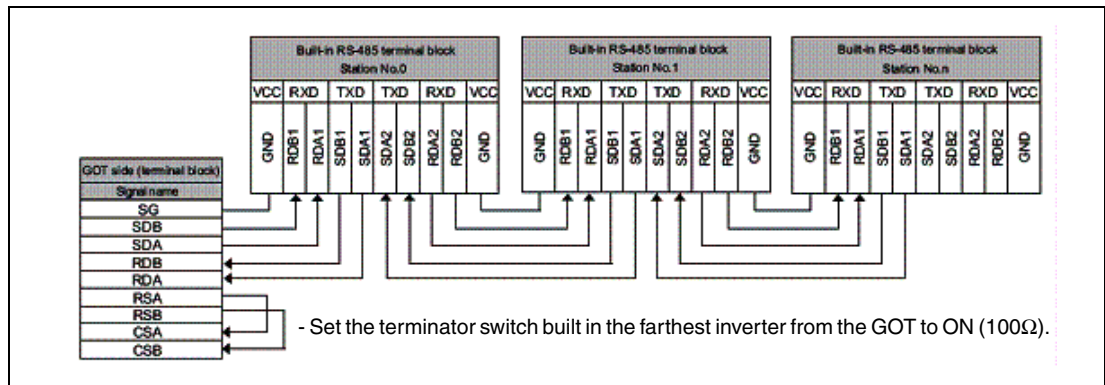 Built-in RS-485 terminal block
Station No.0
VCC RXD TXD TXD RXD VCC
GND RDB1 RDA1 SDB1 SDA1 SDA2 SDB2 RDA2 RDB2 GND
Built-in RS-485 terminal block
Station No.1
VCC RXD TXD TXD RXD VCC
GND RDB1 RDA1 SDB1 SDA1 SDA2 SDB2 RDA2 RDB2 GND
Built-in RS-485 terminal block
Station No.n
VCC RXD TXD TXD RXD VCC
GND RDB1 RDA1 SDB1 SDA1 SDA2 SDB2 RDA2 RDB2 GND
GOT side (terminal block)
Signal name
SG
SDB
SDA
RDB
RDA
RSA
RSB
CSA
CSB
- Set the terminator switch built in the farthest inverter from the GOT to ON (100Ω).